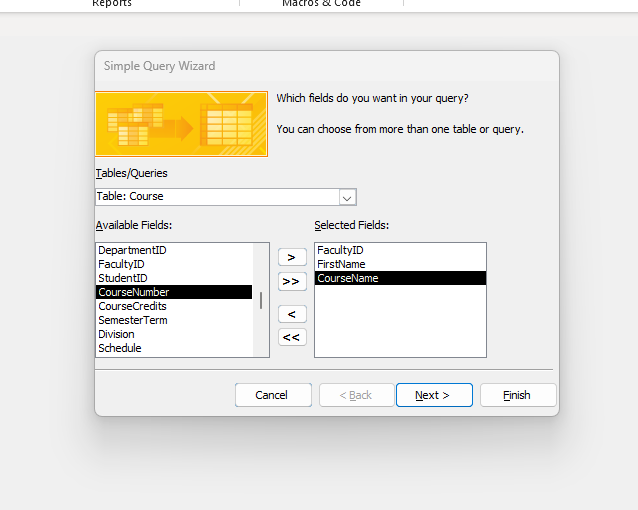 Reports
Macros & Code
Simple Query Wizard
Which fields do you want in your query?
You can choose from more than one table or query.
Tables/Queries
Table: Course
Available Fields:
DepartmentID
FacultyID
StudentID
CourseNumber
CourseCredits
SemesterTerm
Division
Schedule
>
>>
<
<<
Selected Fields:
FacultyID
FirstName
CourseName
Cancel
< Back
Next >
Finish